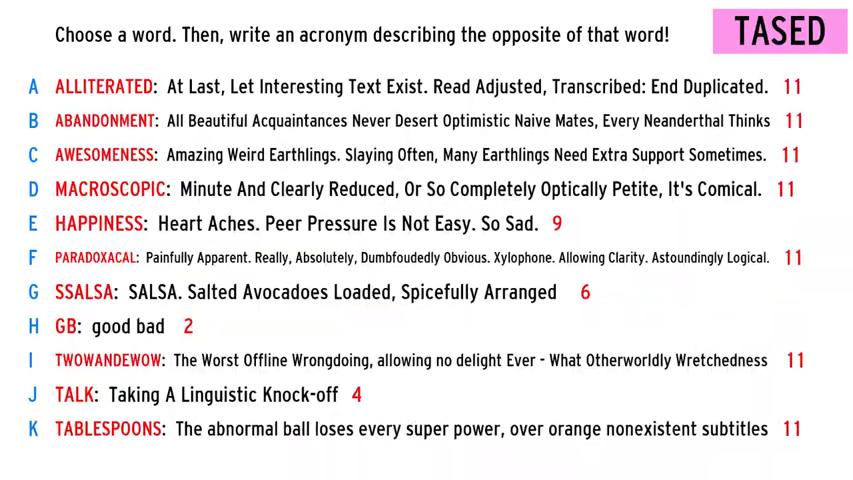 Choose a word. Then, write an acronym describing the opposite of that word! TASED
A ALLITERATED: At Last, Let Interesting Text Exist. Read Adjusted, Transcribed: End Duplicated. 11
B ABANDONMENT: All Beautiful Acquaintances Never Desert Optimistic Naive Mates, Every Neanderthal Thinks 11
C AWESOMENESS: Amazing Weird Earthlings. Slaying Often, Many Earthlings Need Extra Support Sometimes. 11
D MACROSCOPIC: Minute And Clearly Reduced, Or So Completely Optically Petite, It's Comical. 11
E HAPPINESS: Heart Aches. Peer Pressure Is Not Easy. So Sad. 9
F PARADOXACAL: Painfully Apparent. Really, Absolutely, Dumbfoudedly Obvious. Xylophone. Allowing Clarity. Astoundingly Logical. 11
G SSALSA: SALSA. Salted Avocadoes Loaded, Spicefully Arranged 6
H GB: good bad 2
I TWOWANDEWOW: The Worst Offline Wrongdoing, allowing no delight Ever - What Otherworldly Wretchedness 11
J TALK: Taking A Linguistic Knock-off 4
K TABLESPOONS: The abnormal ball loses every super power, over orange nonexistent subtitles 11